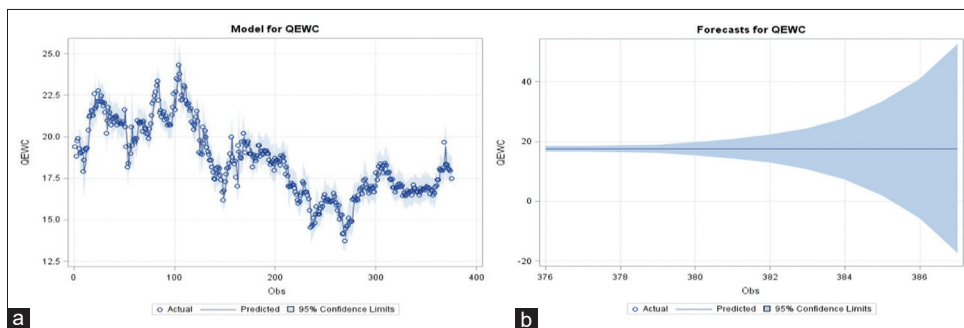 Model for QEWC
25.0
22.5
20.0
17.5
15.0
12.5
QEWC
0
100
200
300
400
Obs
Actual
Predicted
95% Confidence Limits
a
Forecasts for QEWC
40
20
0
-20
QEWC
376
378
380
382
384
386
Obs
Actual
Predicted
95% Confidence Limits
b